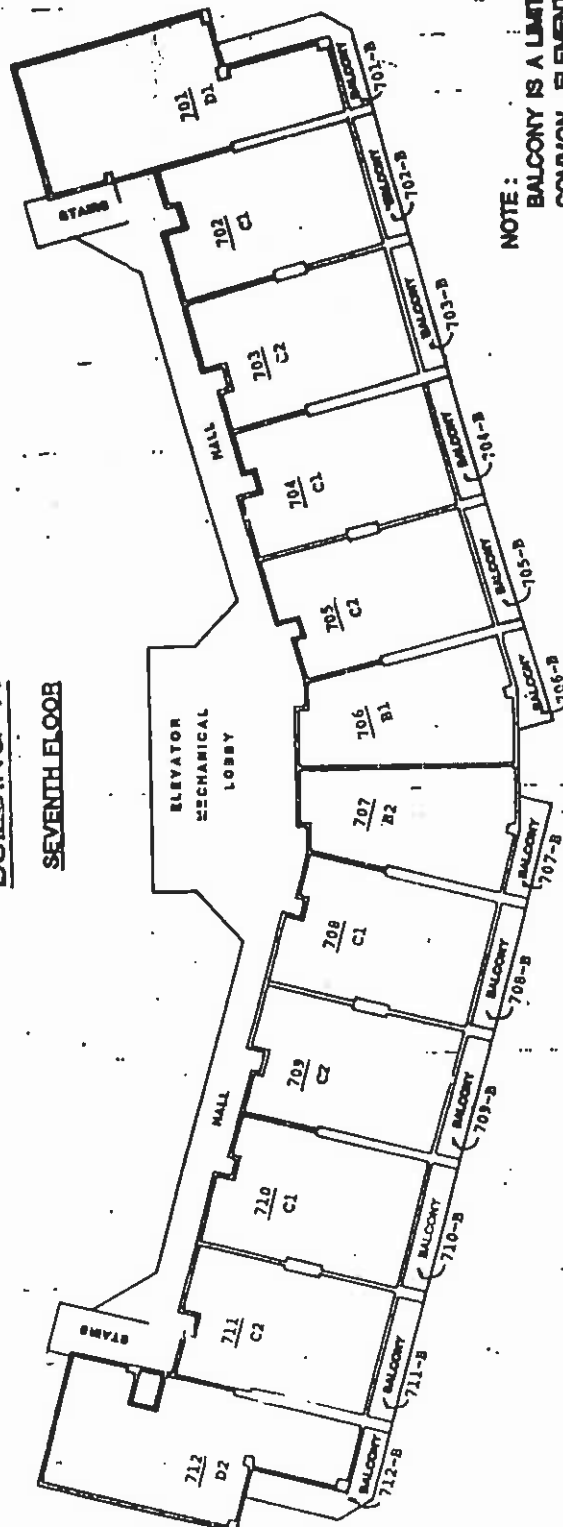 SEVENTH FLOOR
ELEVATOR
MECHANICAL
LOBBY
STAIRS
HALL
HALL
STAIRS
712
D2
711
C2
710
C1
709
C2
708
C1
707
B2
706
B1
705
C2
704
C1
703
C2
702
C1
701
D1
BALCONY
712-B
BALCONY
711-B
BALCONY
710-B
BALCONY
709-B
BALCONY
708-B
BALCONY
707-B
BALCONY
706-B
BALCONY
705-B
BALCONY
704-B
BALCONY
703-B
BALCONY
702-B
BALCONY
701-B
NOTE :
BALCONY IS A LIMIT
COMMON ELEMENT